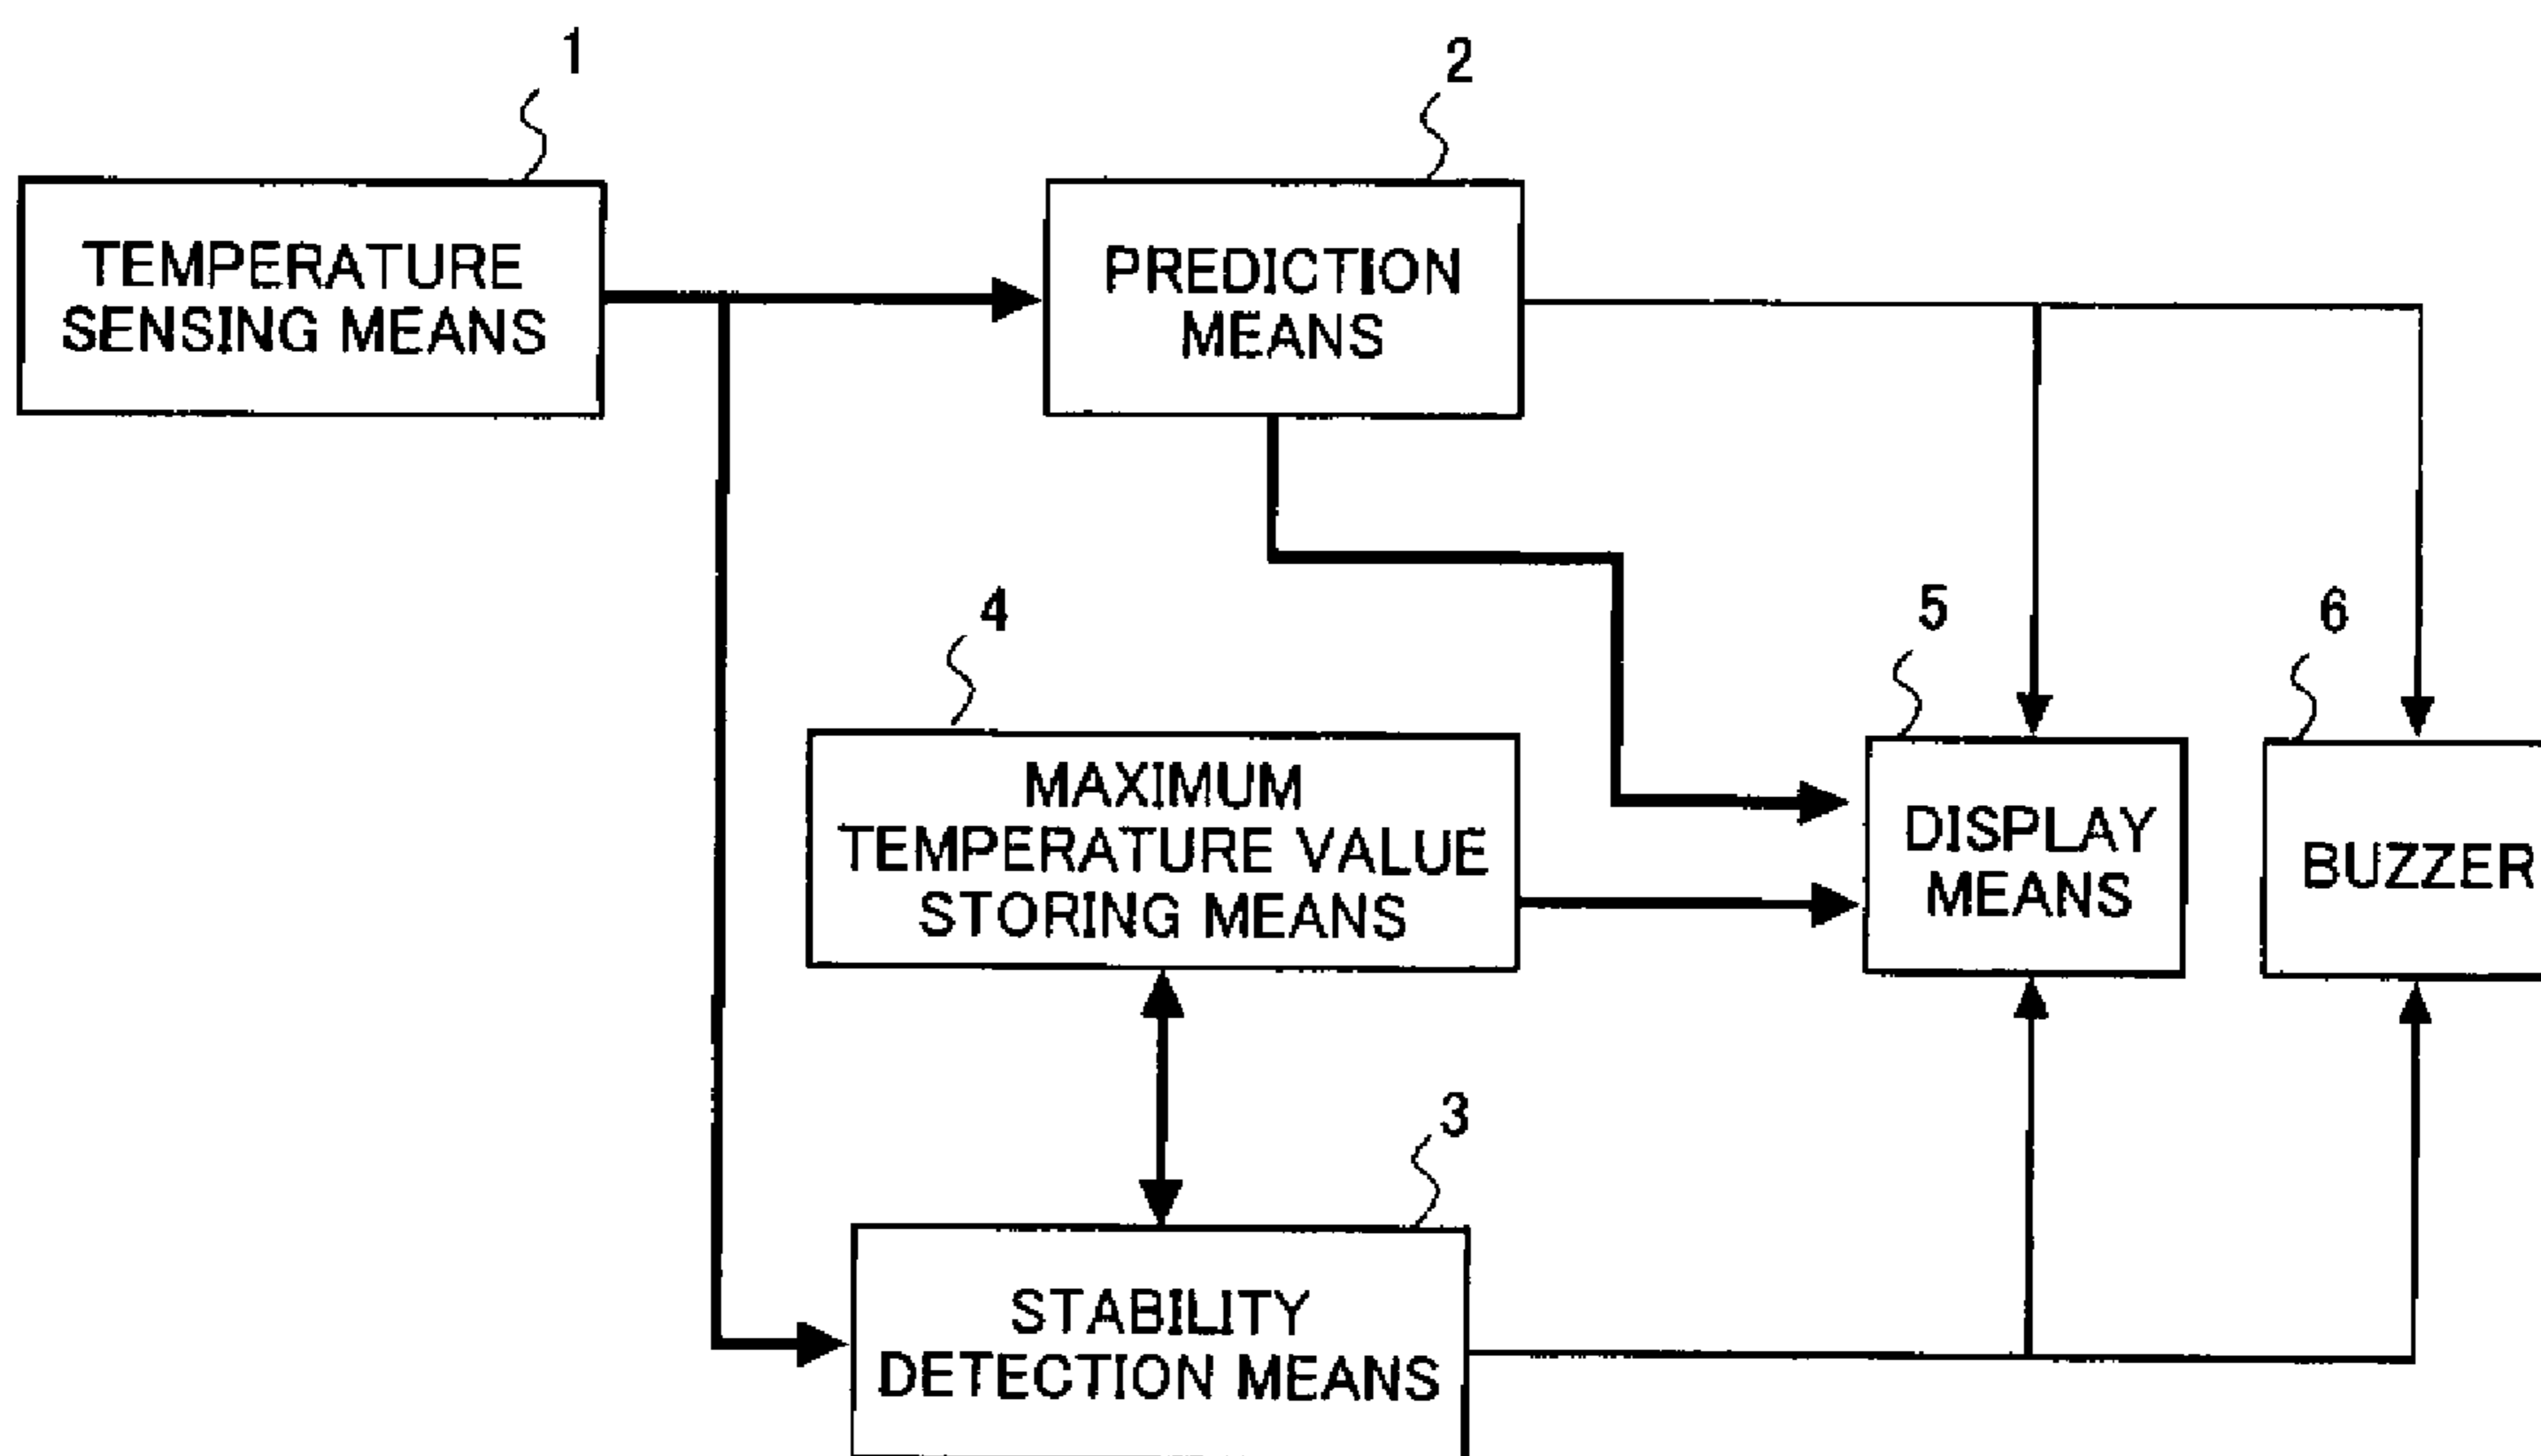 1
TEMPERATURE
SENSING MEANS
2
PREDICTION
MEANS
4
MAXIMUM
TEMPERATURE VALUE
STORING MEANS
5
DISPLAY
MEANS
6
BUZZER
3
STABILITY
DETECTION MEANS